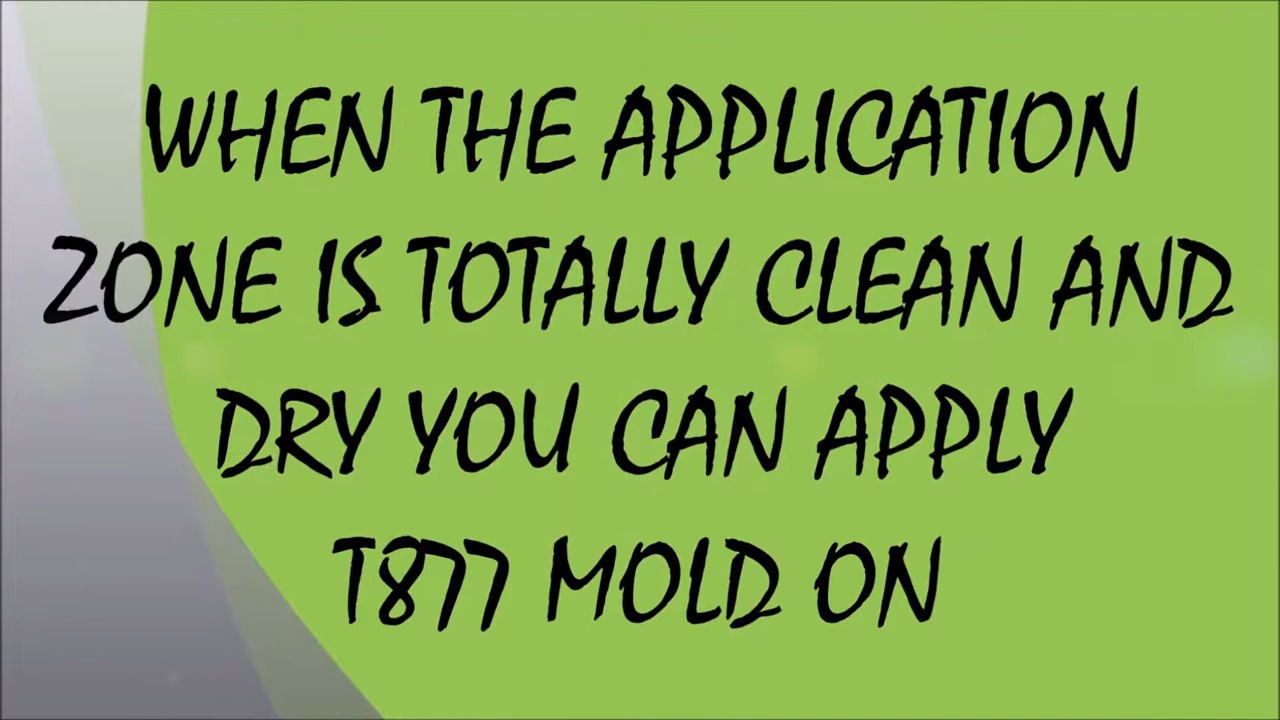 WHEN THE APPLICATION
ZONE IS TOTALLY CLEAN AND
DRY YOU CAN APPLY
T877 MOLD ON